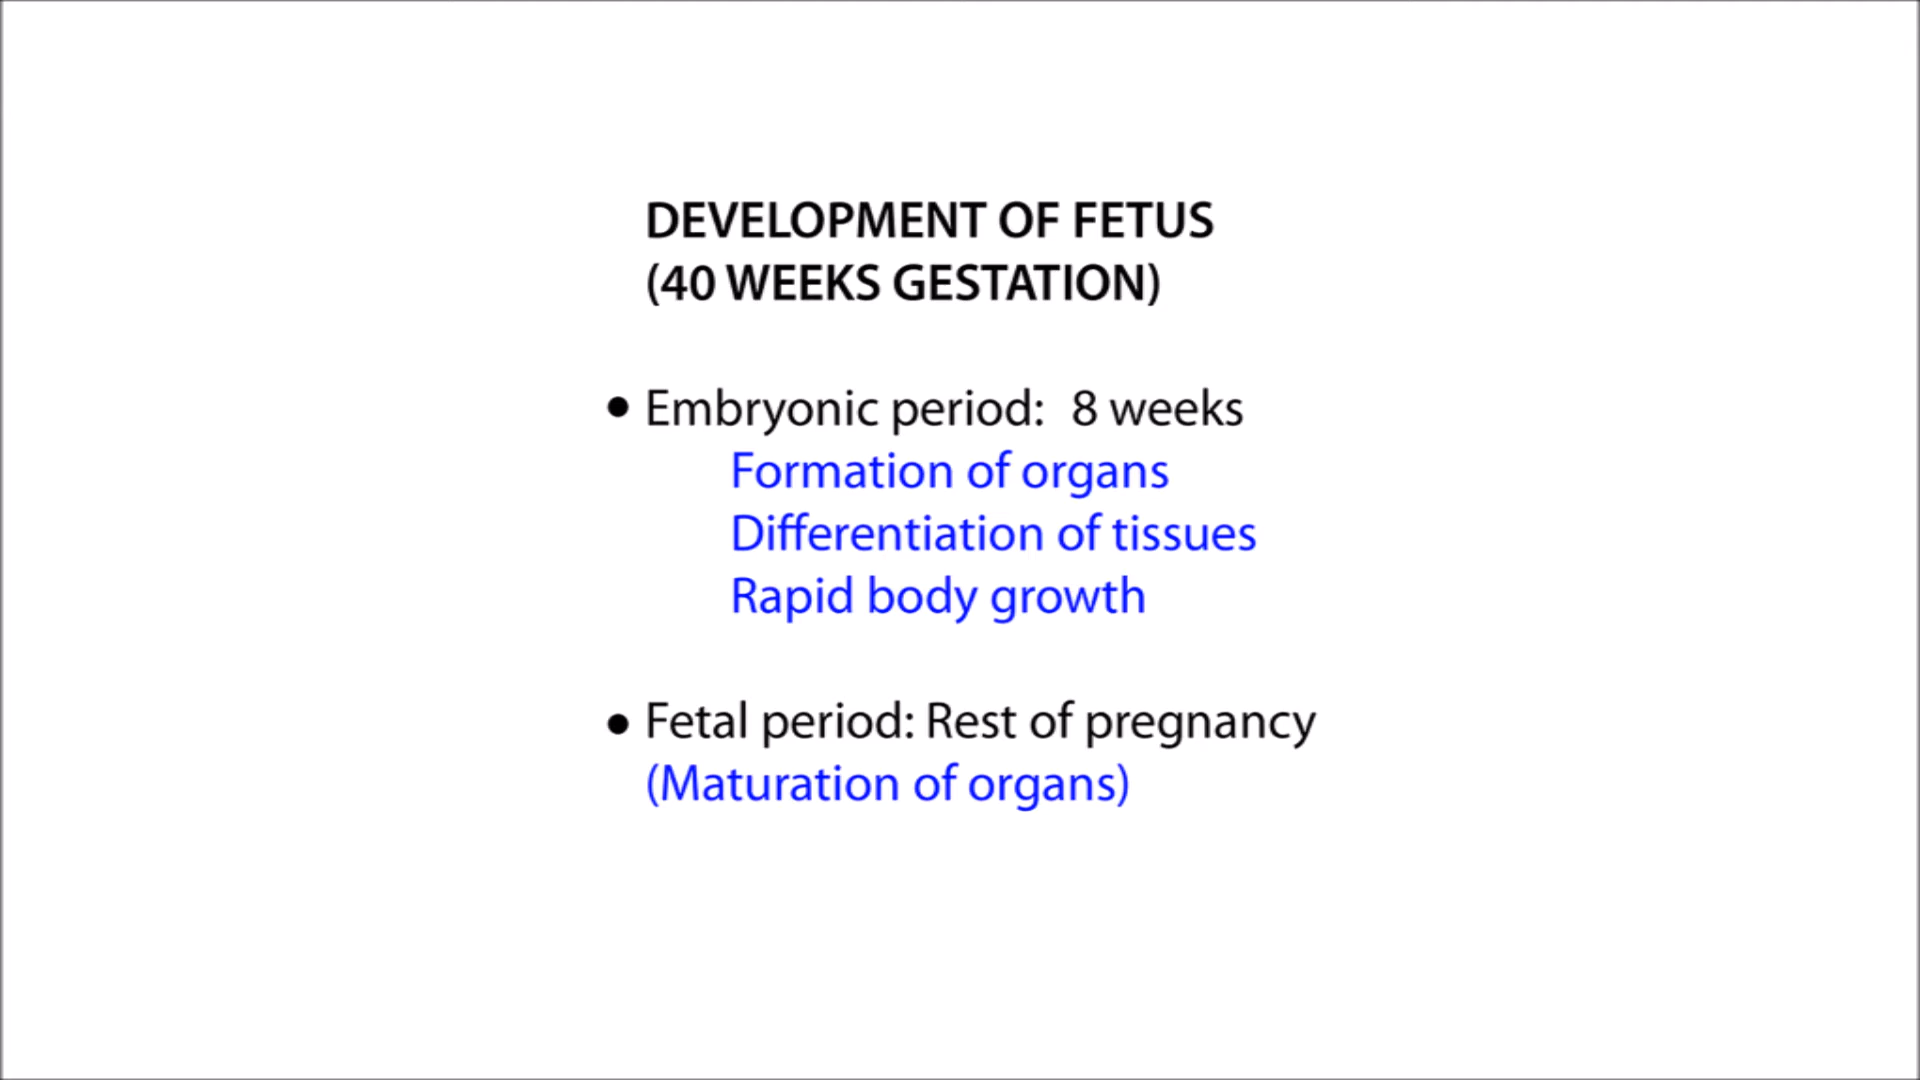 DEVELOPMENT OF FETUS
(40 WEEKS GESTATION)
• Embryonic period: 8 weeks
Formation of organs
Differentiation of tissues
Rapid body growth
• Fetal period: Rest of pregnancy
(Maturation of organs)